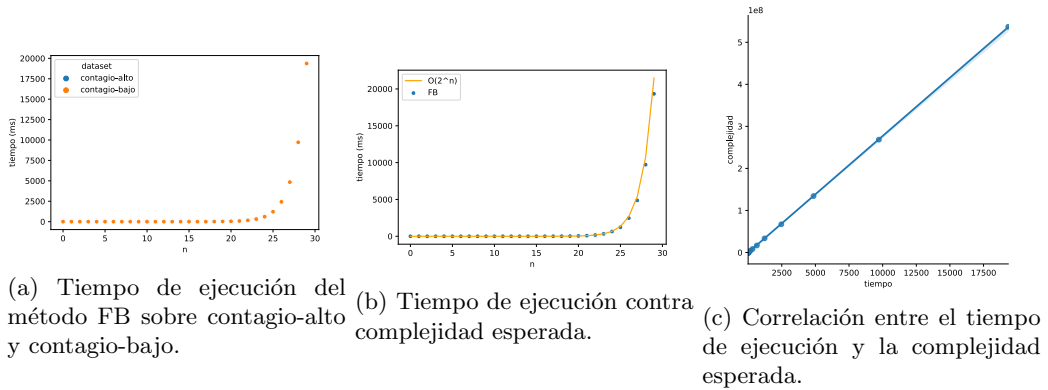 20000
17500
15000
12500
10000
7500
5000
2500
0
tiempo (ms)
dataset
contagio-alto
contagio-bajo
0 5 10 15 20 25 30
n
(a) Tiempo de ejecución del
método FB sobre contagio-alto
y contagio-bajo.
20000
15000
10000
5000
0
tiempo (ms)
O(2^n)
FB
0 5 10 15 20 25 30
n
(b) Tiempo de ejecución contra
complejidad esperada.
1e8
5
4
3
2
1
0
complejidad
2500 5000 7500 10000 12500 15000 17500
tiempo
(c) Correlación entre el tiempo
de ejecución y la complejidad
esperada.